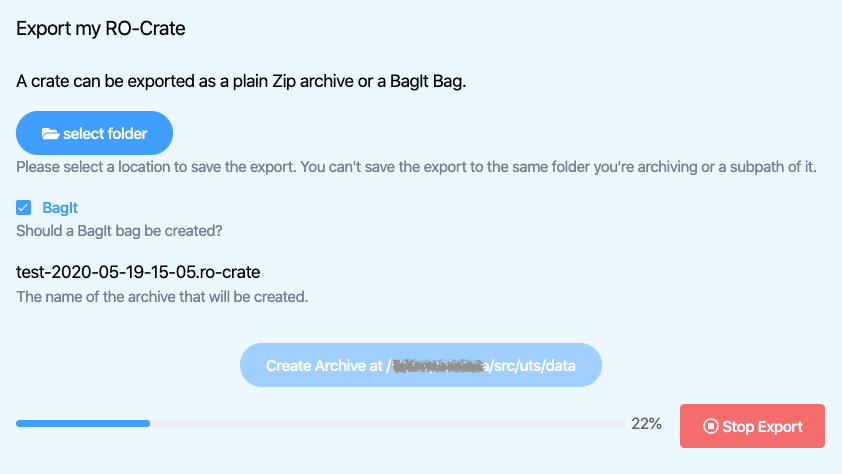 Export my RO-Crate
A crate can be exported as a plain Zip archive or a BagIt Bag.
select folder
Please select a location to save the export. You can't save the export to the same folder you're archiving or a subpath of it.
BagIt
Should a BagIt bag be created?
test-2020-05-19-15-05.ro-crate
The name of the archive that will be created.
Create Archive at / a/src/uts/data
22%
Stop Export